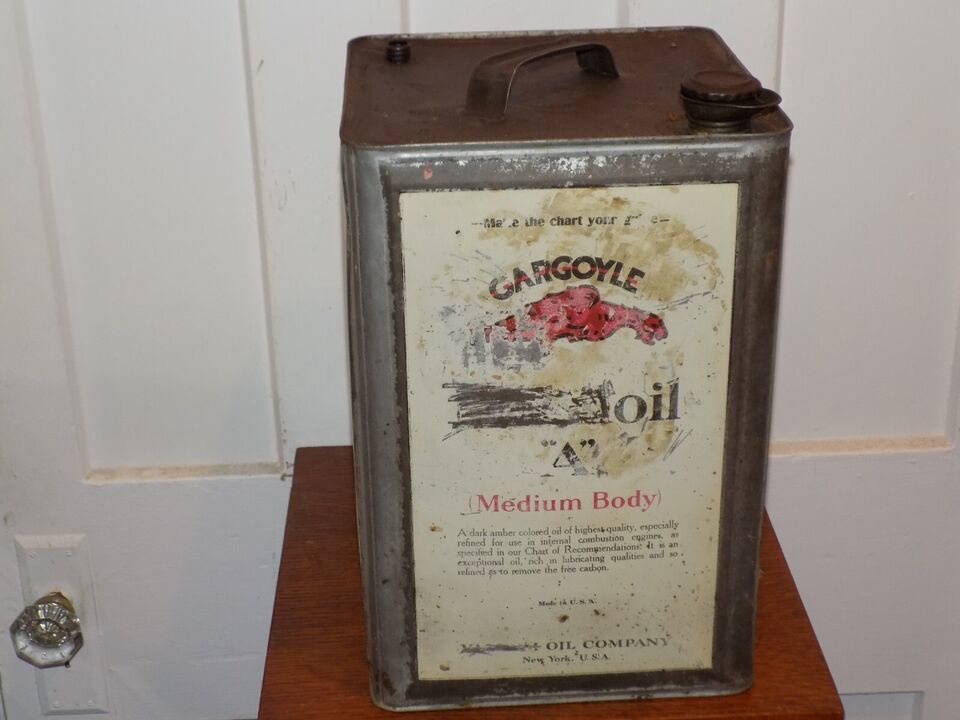 —Make the chart your —
GARGOYLE
oil
"A"
(Medium Body)
A dark amber colored oil of highest quality, especially
refined for use in internal combustion engines, as
specified in our Chart of Recommendations. It is an
exceptional oil, rich in lubricating qualities and so
refined as to remove the free carbon.
Made in U.S.A.
OIL COMPANY
New York, U.S.A.